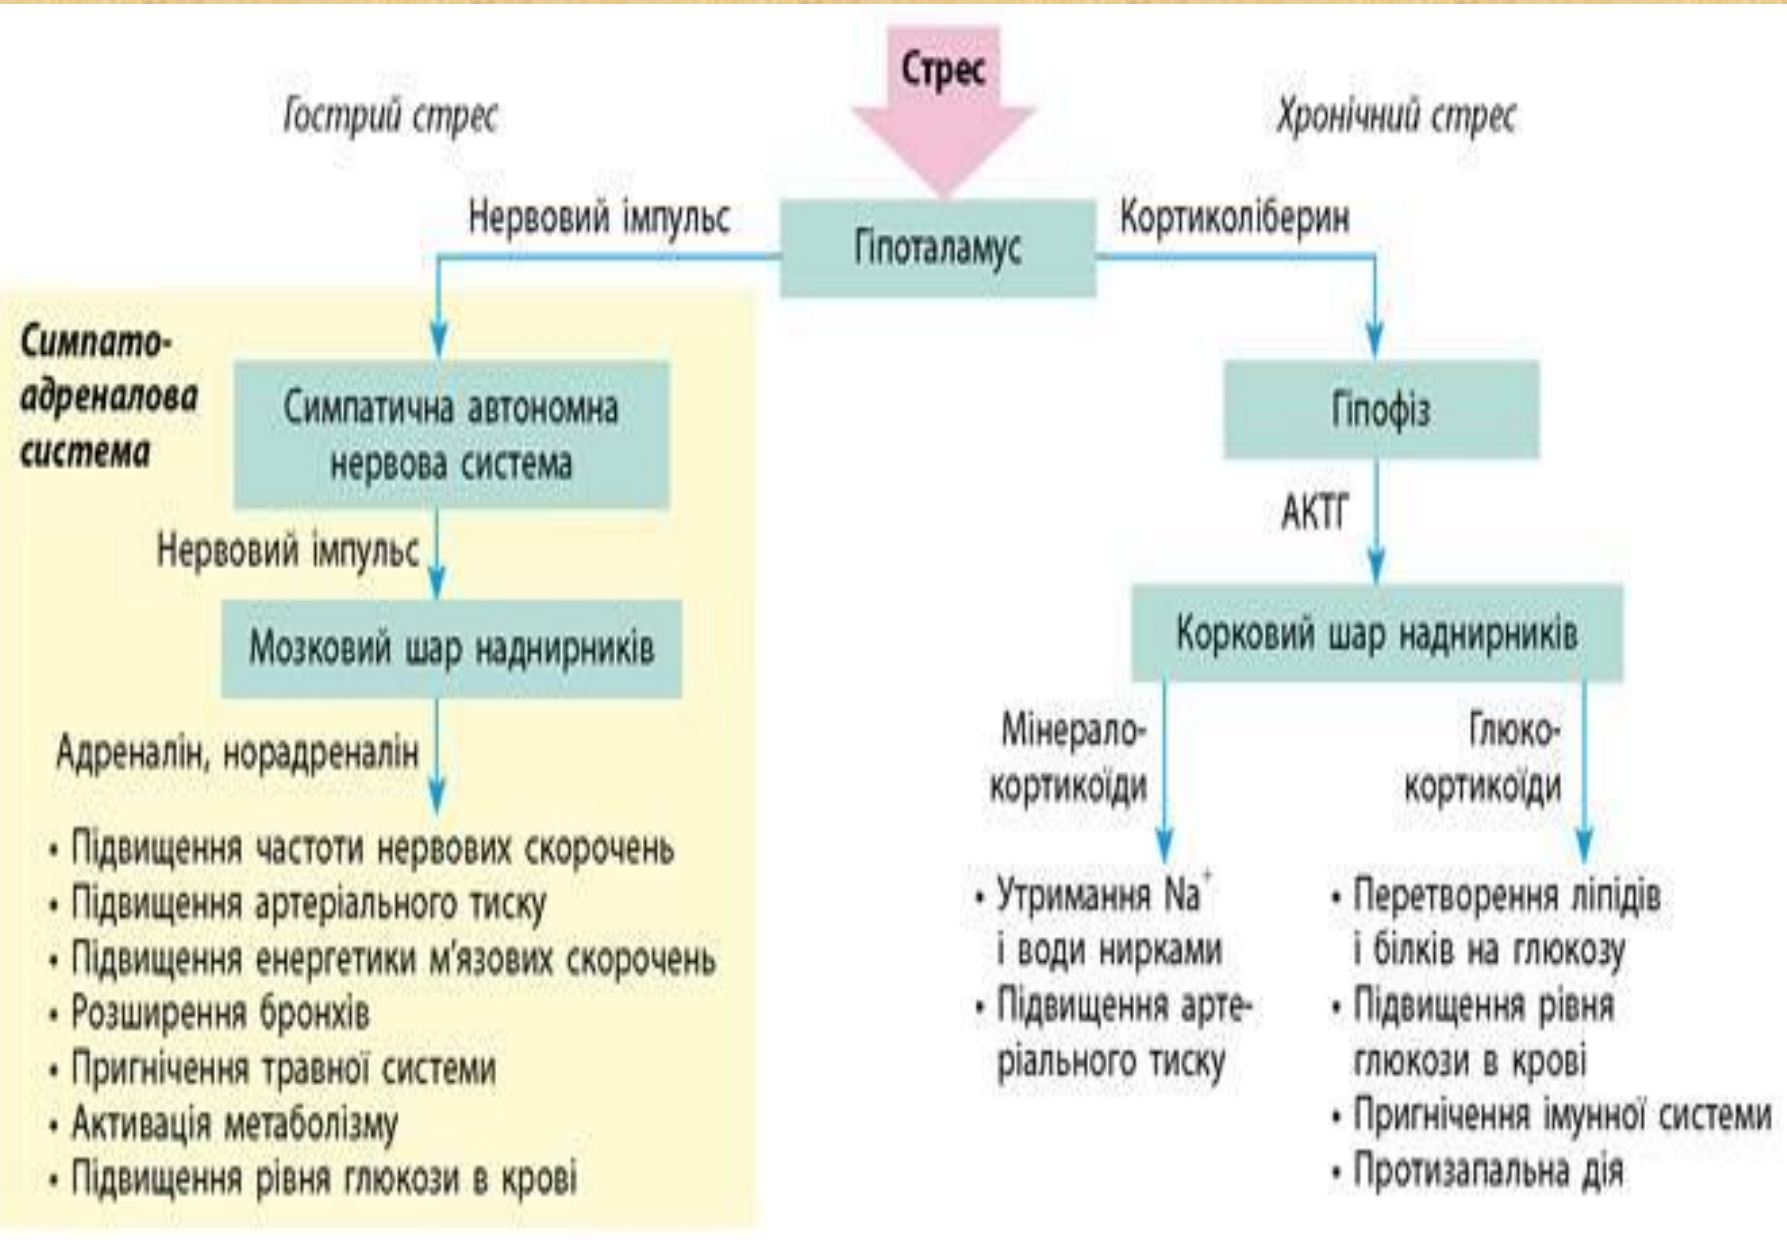 Стрес
Гострий стрес
Хронічний стрес
Нервовий імпульс
Гіпоталамус
Кортиколіберин
Симпато-
адреналова
система
Симпатична автономна
нервова система
Нервовий імпульс
Мозковий шар наднирників
Адреналін, норадреналін
• Підвищення частоти нервових скорочень
• Підвищення артеріального тиску
• Підвищення енергетики м'язових скорочень
• Розширення бронхів
• Пригнічення травної системи
• Активація метаболізму
• Підвищення рівня глюкози в крові
Гіпофіз
АКТГ
Корковий шар наднирників
Мінерало-
кортикоїди
• Утримання Na⁺
і води нирками
• Підвищення арте-
ріального тиску
Глюко-
кортикоїди
• Перетворення ліпідів
і білків на глюкозу
• Підвищення рівня
глюкози в крові
• Пригнічення імунної системи
• Протизапальна дія